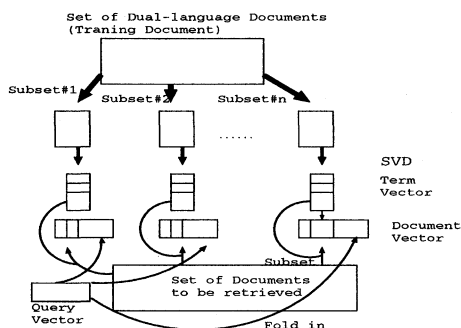 Set of Dual-language Documents
(Traning Document)
Subset#1
Subset#2
Subset#n
......
SVD
Term
Vector
Document
Vector
Subset
Set of Documents
to be retrieved
Query
Vector
Fold in